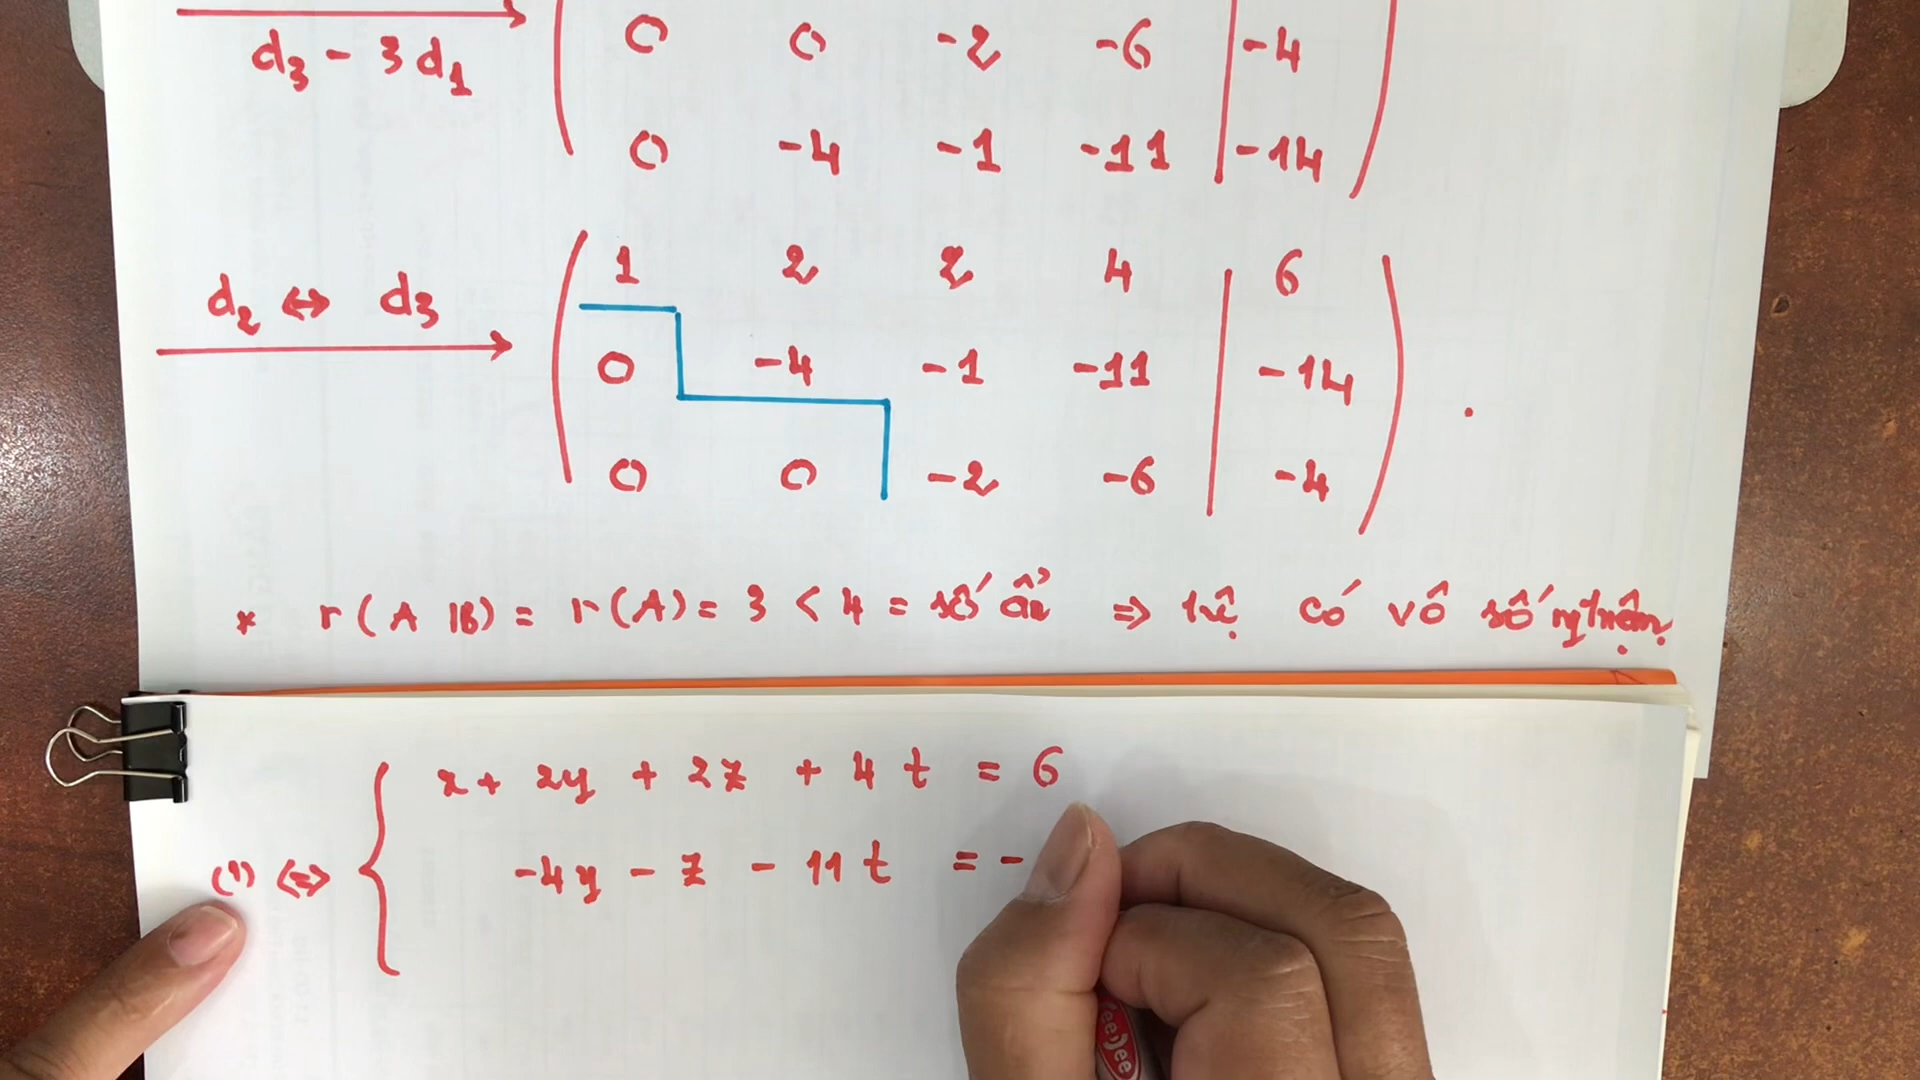 0 0 -2 -6 -4
d3 - 3d1
0 -4 -1 -11 -14
1 2 2 4 6
d2 ↔ d3
0 -4 -1 -11 -14
0 0 -2 -6 -4
* r(A|B) = r(A) = 3 < 4 = số ẩn ⇒ hệ có vô số nghiệm.
x + 2y + 2z + 4t = 6
(1) ⇔ -4y - z - 11t = -